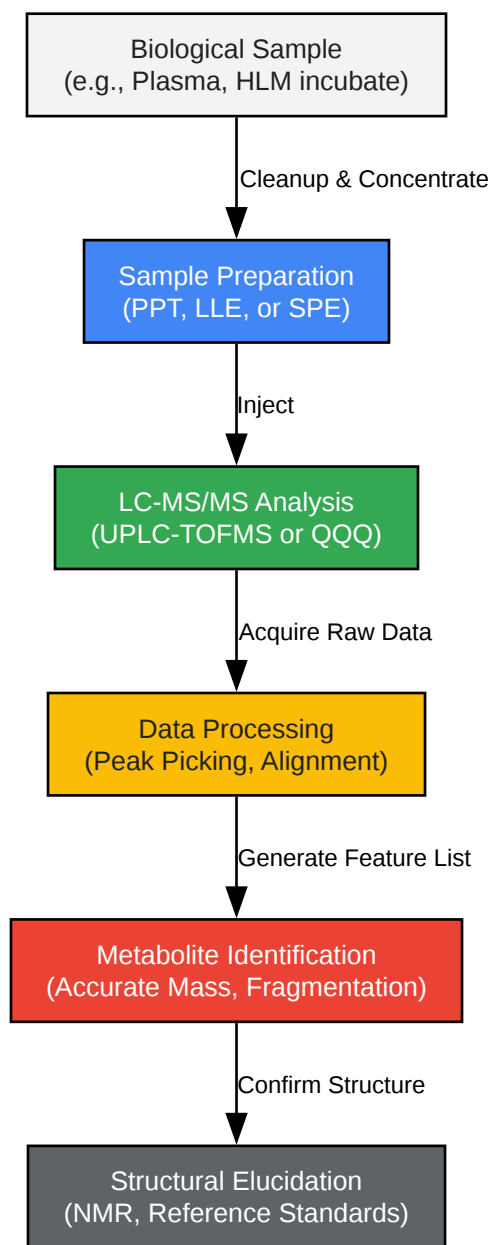 Biological Sample
(e.g., Plasma, HLM incubate)
Cleanup & Concentrate
Sample Preparation
(PPT, LLE, or SPE)
Inject
LC-MS/MS Analysis
(UPLC-TOFMS or QQQ)
Acquire Raw Data
Data Processing
(Peak Picking, Alignment)
Generate Feature List
Metabolite Identification
(Accurate Mass, Fragmentation)
Confirm Structure
Structural Elucidation
(NMR, Reference Standards)